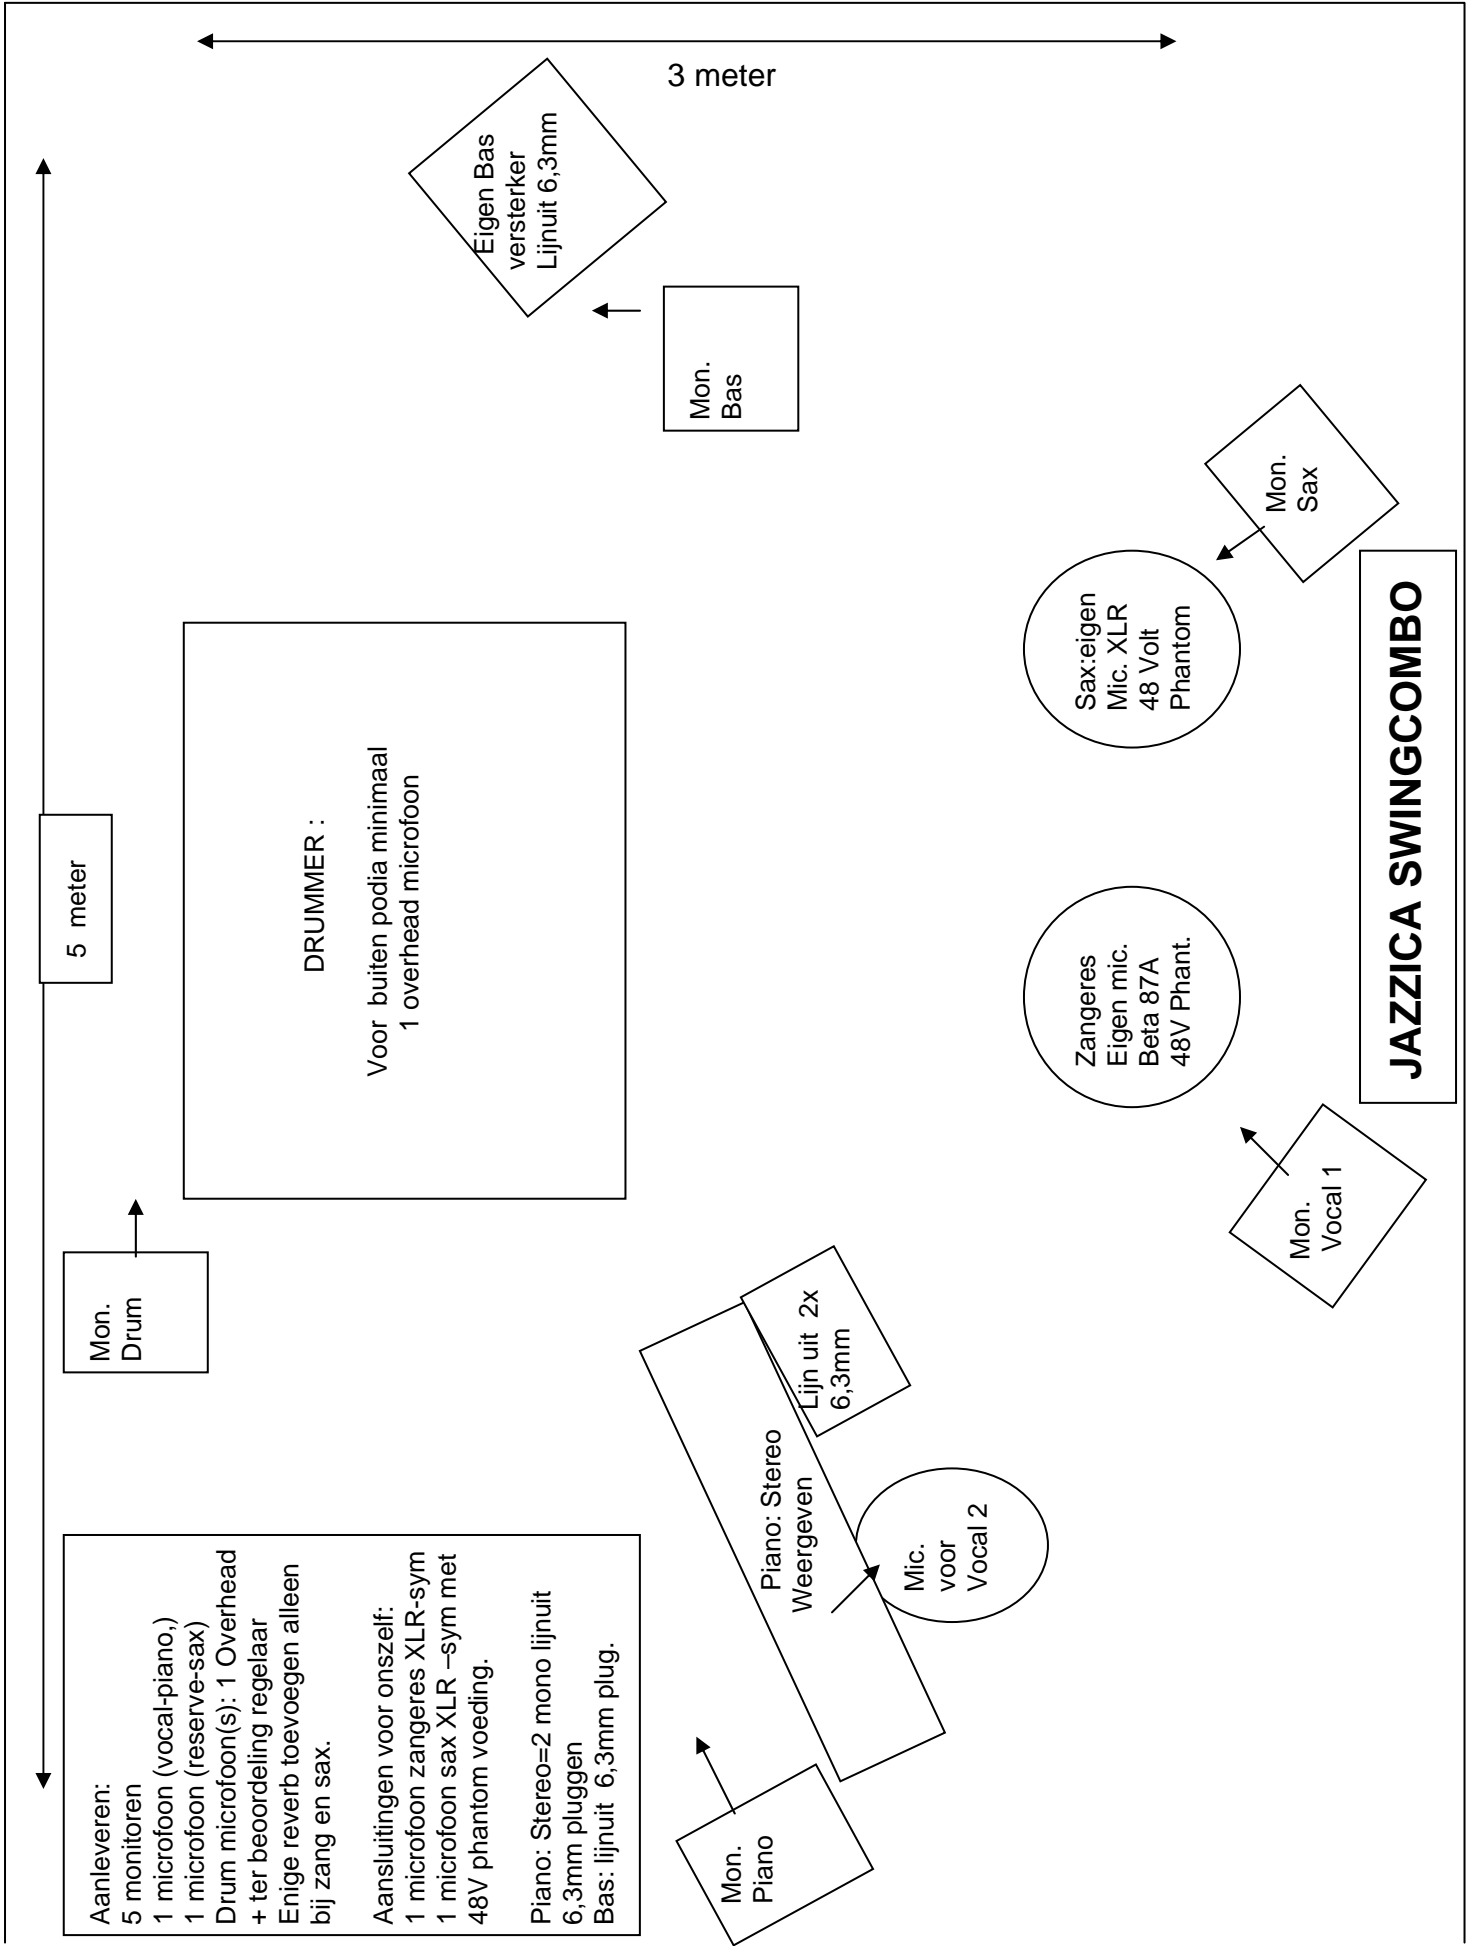 Aanleveren:
5 monitoren
1 microfoon (vocal-piano,)
1 microfoon (reserve-sax)
Drum microfoon(s): 1 Overhead
+ ter beoordeling regelaar
Enige reverb toevoegen alleen
bij zang en sax.
Aansluitingen voor onszelf:
1 microfoon zangeres XLR-sym
1 microfoon sax XLR –sym met
48V phantom voeding.
Piano: Stereo=2 mono lijnuit
6,3mm pluggen
Bas: lijnuit 6,3mm plug.
5 meter
Mon.
Drum
DRUMMER :
Voor buiten podia minimaal
1 overhead microfoon
3 meter
Eigen Bas
versterker
Lijnuit 6,3mm
Mon.
Bas
Mon.
Piano
Piano: Stereo
Weergeven
Lijn uit 2x
6,3mm
Mic.
voor
Vocal 2
Zangeres
Eigen mic.
Beta 87A
48V Phant.
Sax:eigen
Mic. XLR
48 Volt
Phantom
Mon.
Vocal 1
Mon.
Sax
JAZZICA SWINGCOMBO